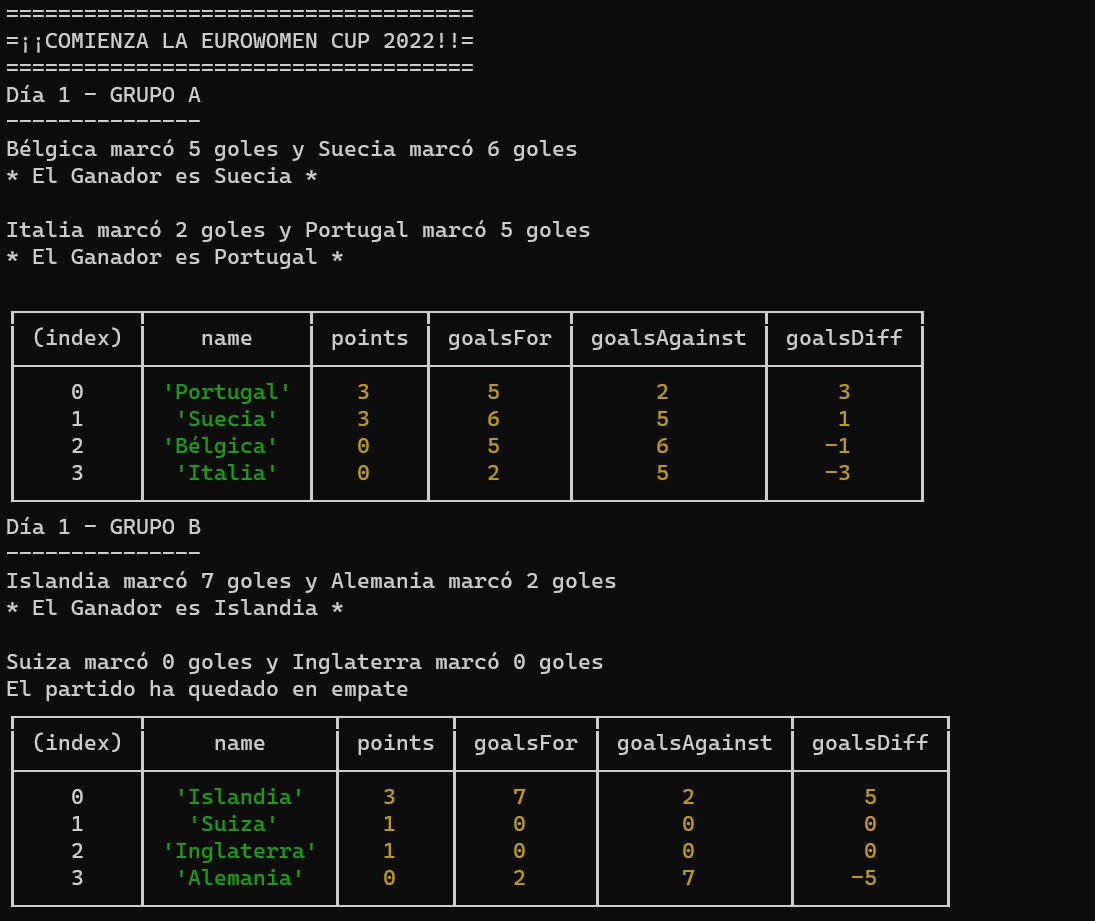 ====================================
=¡¡COMIENZA LA EUROWOMEN CUP 2022!!=
====================================
Día 1 - GRUPO A
---------------
Bélgica marcó 5 goles y Suecia marcó 6 goles
* El Ganador es Suecia *
Italia marcó 2 goles y Portugal marcó 5 goles
* El Ganador es Portugal *
(index) name points goalsFor goalsAgainst goalsDiff
0 'Portugal' 3 5 2 3
1 'Suecia' 3 6 5 1
2 'Bélgica' 0 5 6 -1
3 'Italia' 0 2 5 -3
Día 1 - GRUPO B
---------------
Islandia marcó 7 goles y Alemania marcó 2 goles
* El Ganador es Islandia *
Suiza marcó 0 goles y Inglaterra marcó 0 goles
El partido ha quedado en empate
(index) name points goalsFor goalsAgainst goalsDiff
0 'Islandia' 3 7 2 5
1 'Suiza' 1 0 0 0
2 'Inglaterra' 1 0 0 0
3 'Alemania' 0 2 7 -5